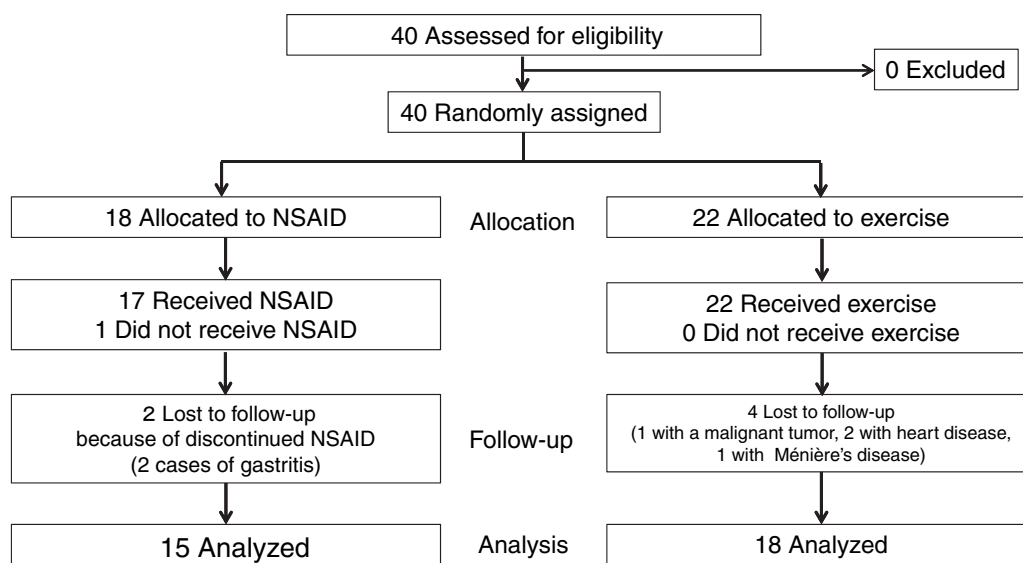 40 Assessed for eligibility
0 Excluded
40 Randomly assigned
18 Allocated to NSAID
Allocation
22 Allocated to exercise
17 Received NSAID
1 Did not receive NSAID
22 Received exercise
0 Did not receive exercise
2 Lost to follow-up
because of discontinued NSAID
(2 cases of gastritis)
Follow-up
4 Lost to follow-up
(1 with a malignant tumor, 2 with heart disease,
1 with Ménière's disease)
15 Analyzed
Analysis
18 Analyzed